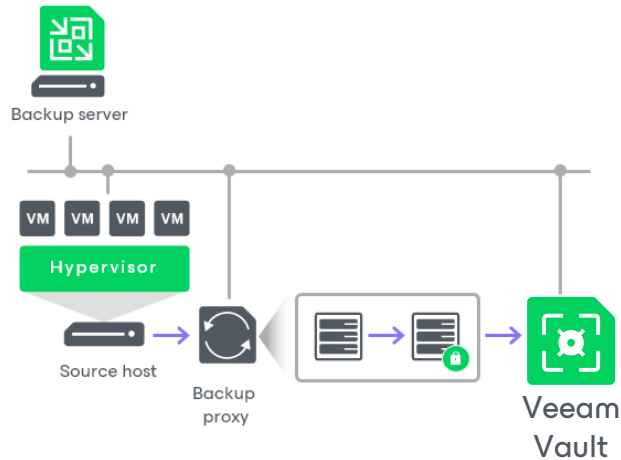 Backup server
VM VM VM VM
Hypervisor
Source host
Backup
proxy
Veeam
Vault